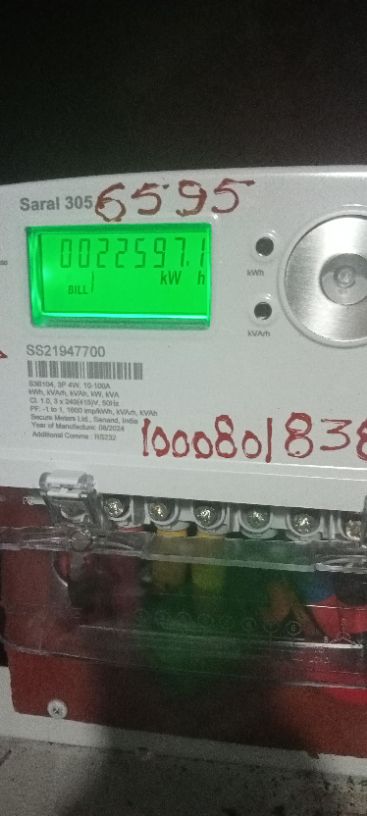 Saral 305
6595
0022597.1
kW h
BILL
kWh
kVArh
SS21947700
S3B104, 3P 4W, 10-100A
kWh, kVArh, kVAh, kW, kVA
Cl. 1.0, 3 x 240(415)V, 50Hz
PF: -1 to 1, 1600 imp/kWh, kVArh, kVAh
Secure Meters Ltd., Sanand, India
Year of Manufacture: 08/2024
Additional Comms : RS232
1000801838